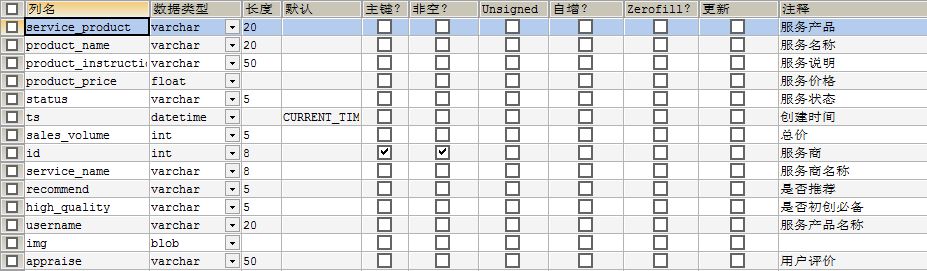 列名 数据类型 长度 默认 主键? 非空? Unsigned 自增? Zerofill? 更新 注释
service_product varchar 20 服务产品
product_name varchar 20 服务名称
product_instructi varchar 50 服务说明
product_price float 服务价格
status varchar 5 服务状态
ts datetime CURRENT_TIM 创建时间
sales_volume int 5 总价
id int 8 服务商
service_name varchar 8 服务商名称
recommend varchar 5 是否推荐
high_quality varchar 5 是否初创必备
username varchar 20 服务产品名称
img blob
appraise varchar 50 用户评价